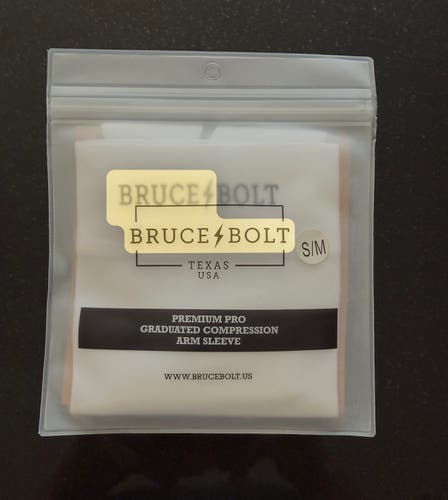 BRUCE BOLT
BRUCE BOLT
S/M
TEXAS
USA
PREMIUM PRO
GRADUATED COMPRESSION
ARM SLEEVE
WWW.BRUCEBOLT.US